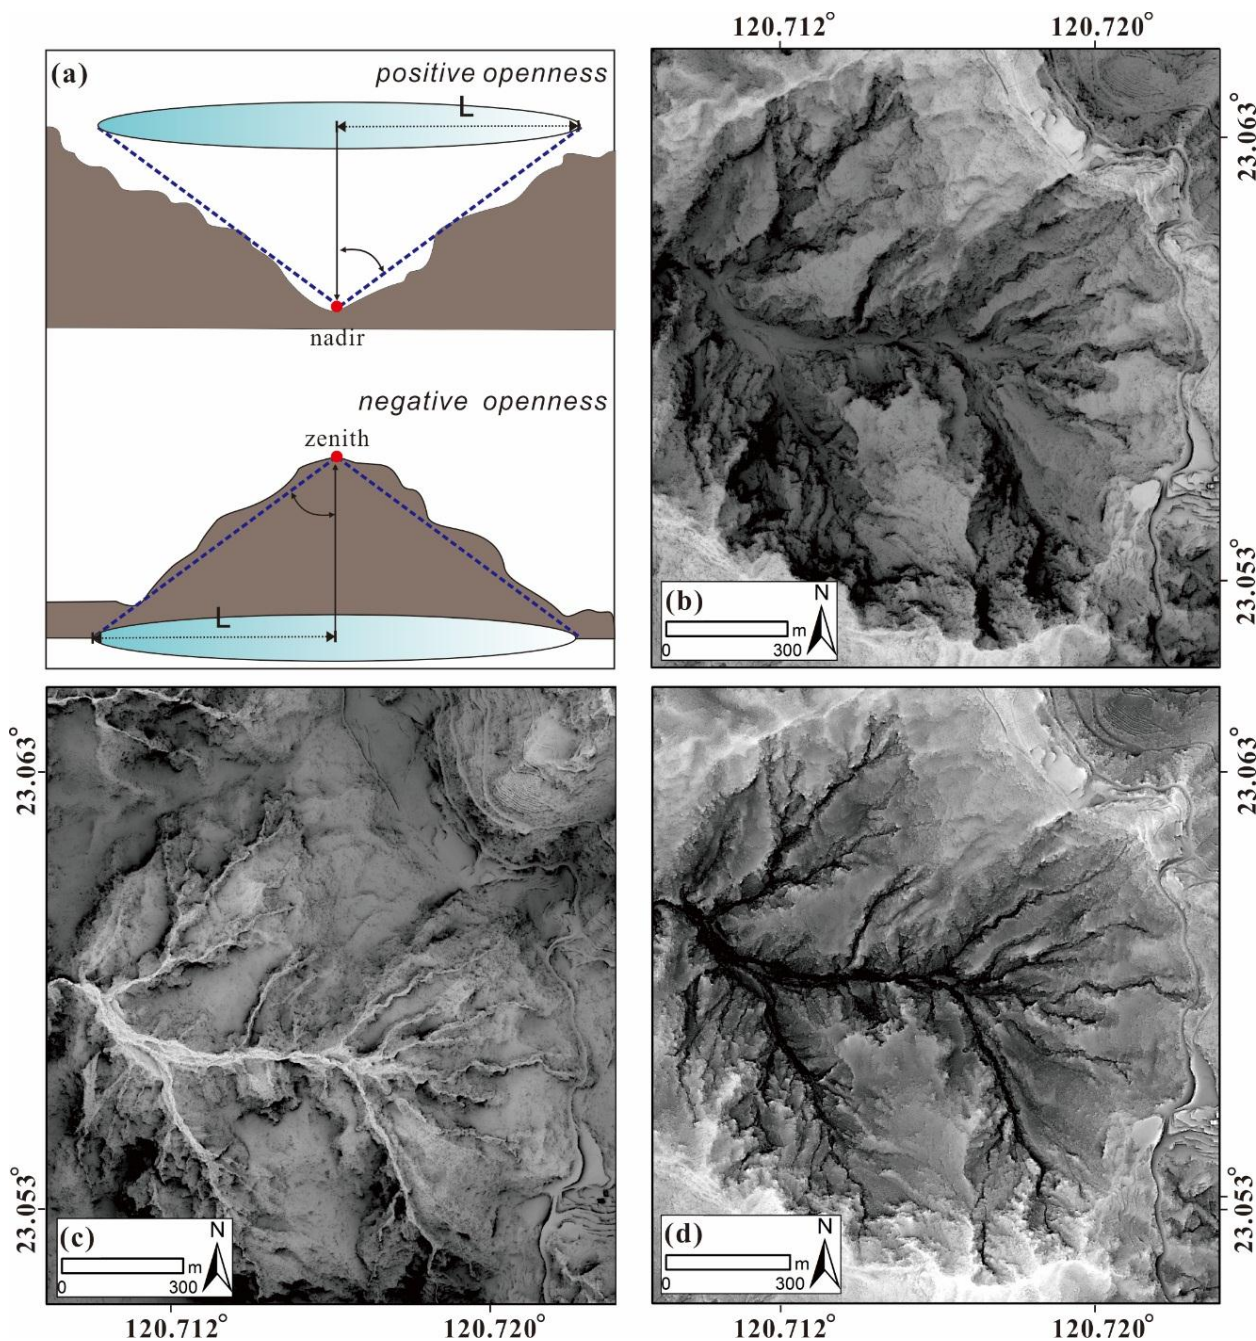 120.712° 120.720°
(a)
positive openness
L
nadir
negative openness
zenith
L
23.063°
23.053°
(b)
N
0 300 m
23.063°
23.053°
(c)
N
0 300 m
23.063°
23.053°
(d)
N
0 300 m
120.712° 120.720° 120.712° 120.720°